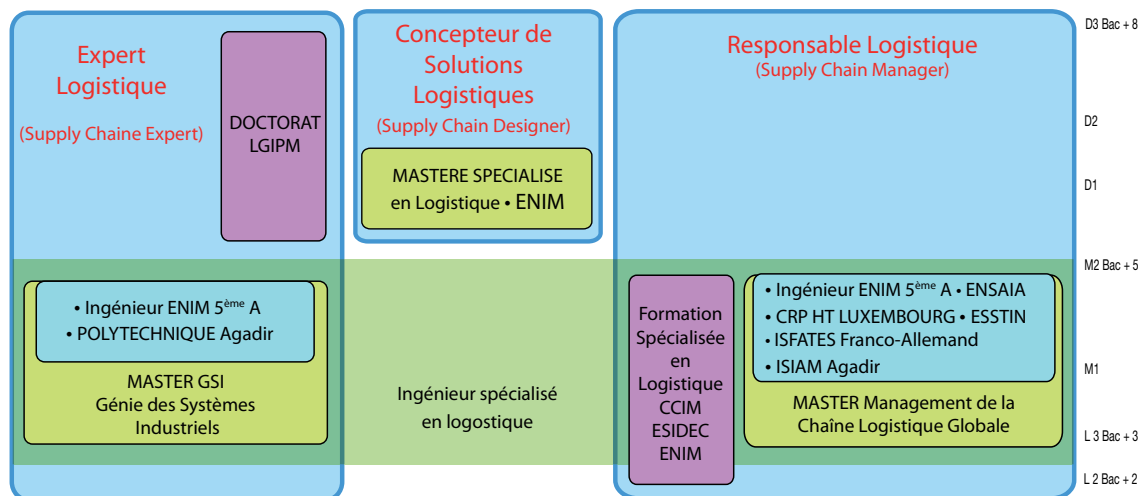 Expert
Logistique
(Supply Chaine Expert)
DOCTORAT
LGIPM
• Ingénieur ENIM 5ème A
• POLYTECHNIQUE Agadir
MASTER GSI
Génie des Systèmes
Industriels
Concepteur de
Solutions
Logistiques
(Supply Chain Designer)
MASTERE SPECIALISE
en Logistique • ENIM
Ingénieur spécialisé
en logostique
Responsable Logistique
(Supply Chain Manager)
Formation
Spécialisée
en
Logistique
CCIM
ESIDEC
ENIM
• Ingénieur ENIM 5ème A • ENSAIA
• CRP HT LUXEMBOURG • ESSTIN
• ISFATES Franco-Allemand
• ISIAM Agadir
MASTER Management de la
Chaîne Logistique Globale
D3 Bac + 8
D2
D1
M2 Bac + 5
M1
L 3 Bac + 3
L 2 Bac + 2